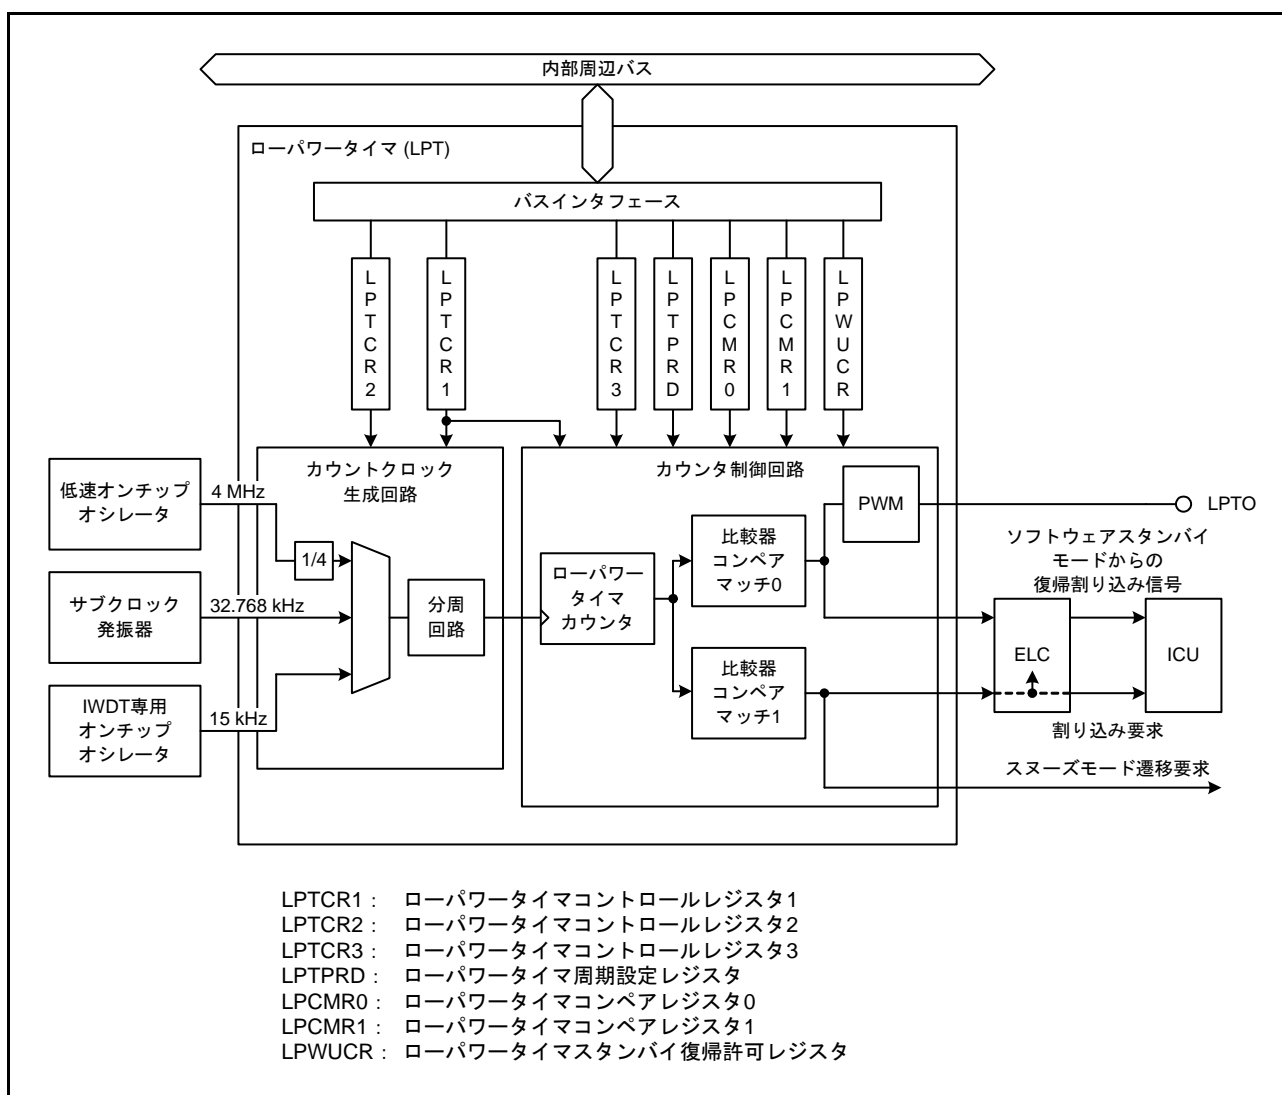 内部周辺バス
ローパワータイマ (LPT)
バスインタフェース
LPTCR2
LPTCR1
LPTCR3
LPTPRD
LPCMR0
LPCMR1
LPWUCR
カウントクロック
生成回路
カウンタ制御回路
低速オンチップ
オシレータ
4 MHz
1/4
サブクロック
発振器
32.768 kHz
IWDT専用
オンチップ
オシレータ
15 kHz
分周
回路
ローパワー
タイマ
カウンタ
比較器
コンペア
マッチ0
比較器
コンペア
マッチ1
PWM
LPTO
ソフトウェアスタンバイ
モードからの
復帰割り込み信号
ELC
ICU
割り込み要求
スヌーズモード遷移要求
LPTCR1： ローパワータイマコントロールレジスタ1
LPTCR2： ローパワータイマコントロールレジスタ2
LPTCR3： ローパワータイマコントロールレジスタ3
LPTPRD： ローパワータイマ周期設定レジスタ
LPCMR0： ローパワータイマコンペアレジスタ0
LPCMR1： ローパワータイマコンペアレジスタ1
LPWUCR： ローパワータイマスタンバイ復帰許可レジスタ